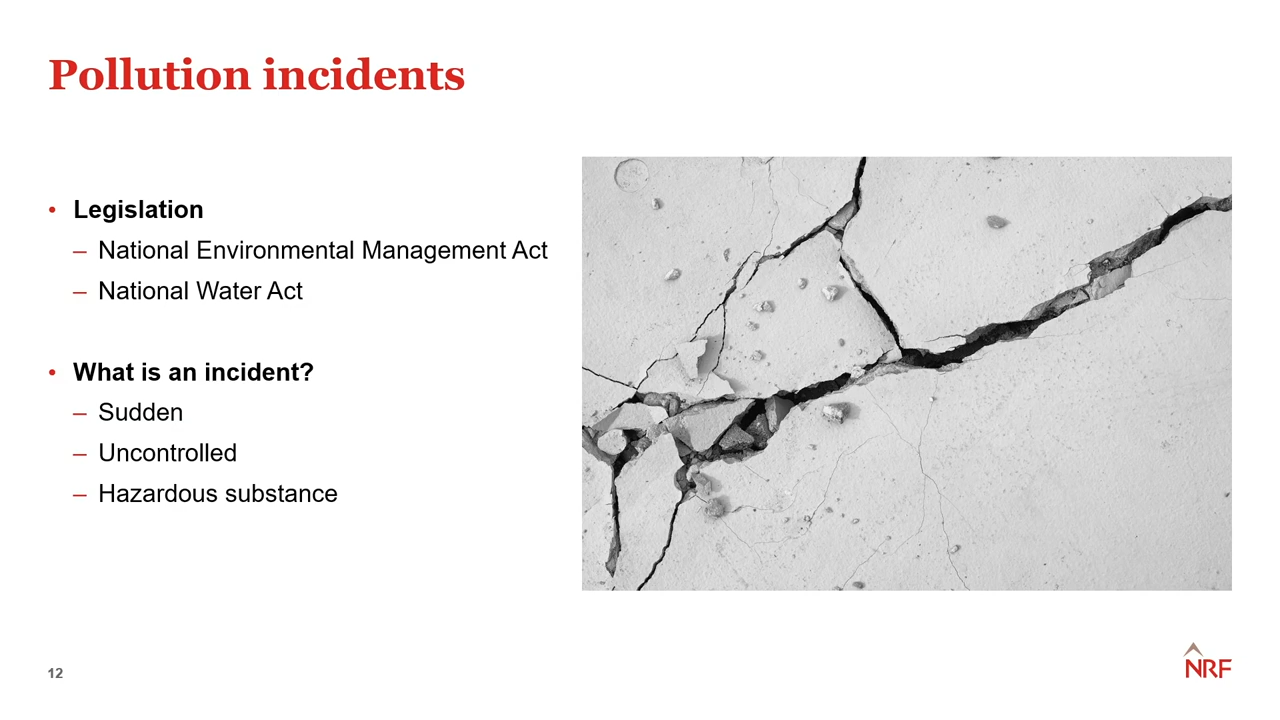 Pollution incidents
• Legislation
– National Environmental Management Act
– National Water Act
• What is an incident?
– Sudden
– Uncontrolled
– Hazardous substance
12
NRF